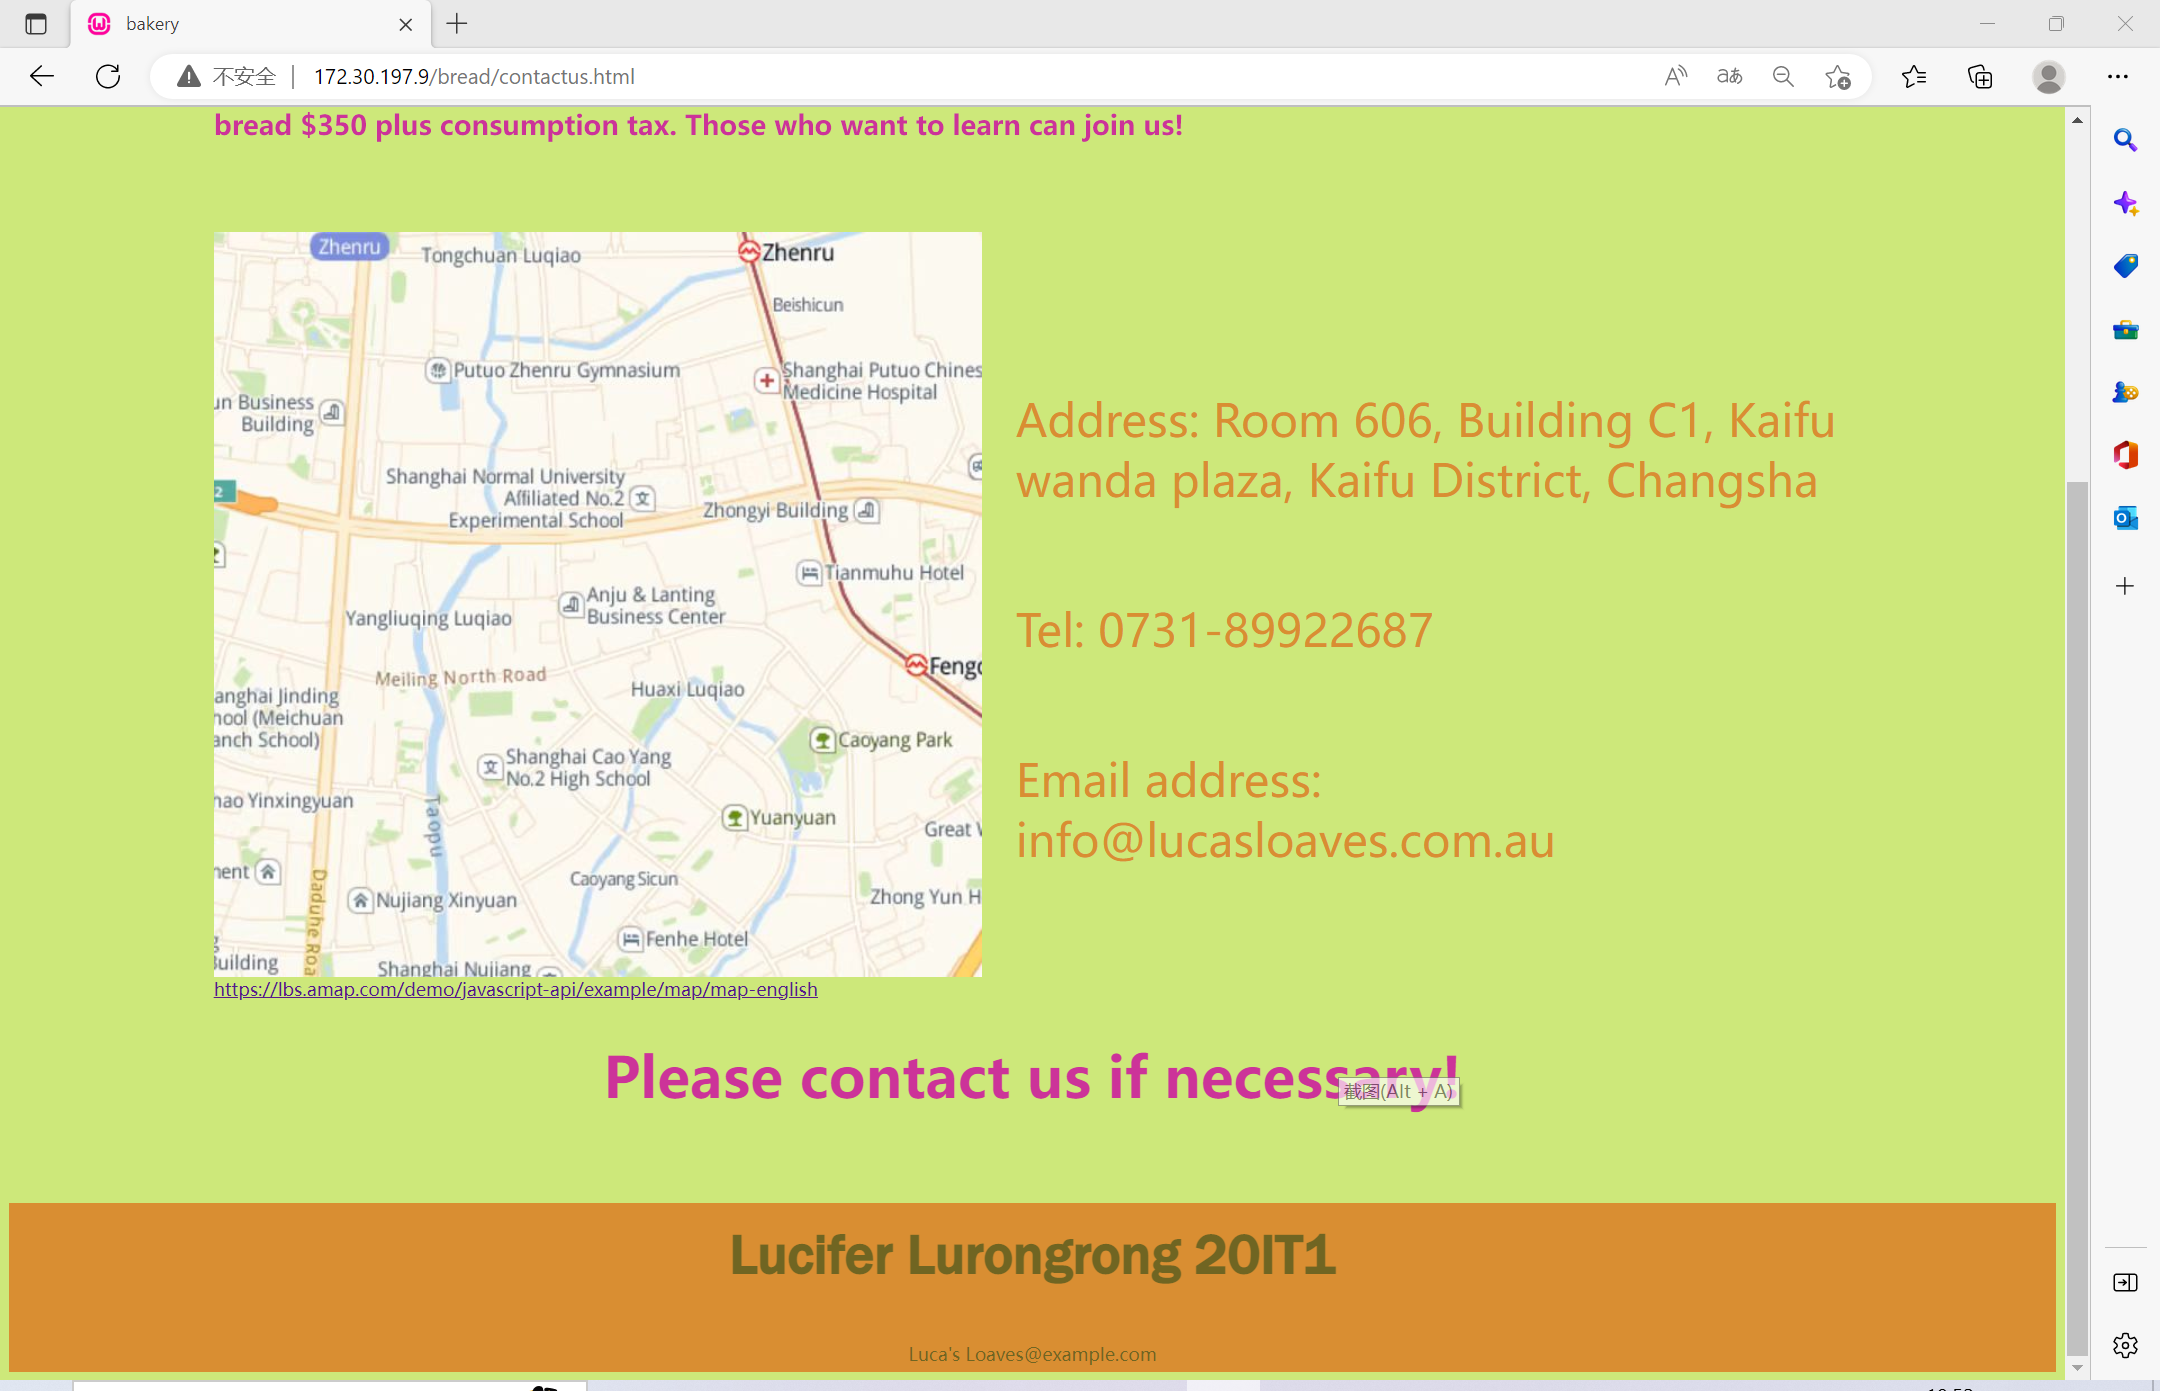 bakery
不安全
172.30.197.9/bread/contactus.html
bread $350 plus consumption tax. Those who want to learn can join us!
Zhenru
Tongchuan Luqiao
Zhenru
Beishicun
Putuo Zhenru Gymnasium
Shanghai Putuo Chines
Medicine Hospital
un Business
Building
Shanghai Normal University
Affiliated No.2
Experimental School
2
Zhongyi Building
Tianmuhu Hotel
Anju & Lanting
Business Center
Yangliuqing Luqiao
Meiling North Road
Huaxi Luqiao
Feng
anghai Jinding
hool (Meichuan
anch School)
Caoyang Park
Shanghai Cao Yang
No.2 High School
hao Yinxingyuan
Taopu
Yuanyuan
Great
ment
Caoyang Sicun
Daduhe Roa
Nujiang Xinyuan
Zhong Yun H
Fenhe Hotel
Building
Shanghai Nujiang
https://lbs.amap.com/demo/javascript-api/example/map/map-english
Address: Room 606, Building C1, Kaifu
wanda plaza, Kaifu District, Changsha
Tel: 0731-89922687
Email address:
info@lucasloaves.com.au
Please contact us if necessary!
截图(Alt + A)
Lucifer Lurongrong 20IT1
Luca's Loaves@example.com